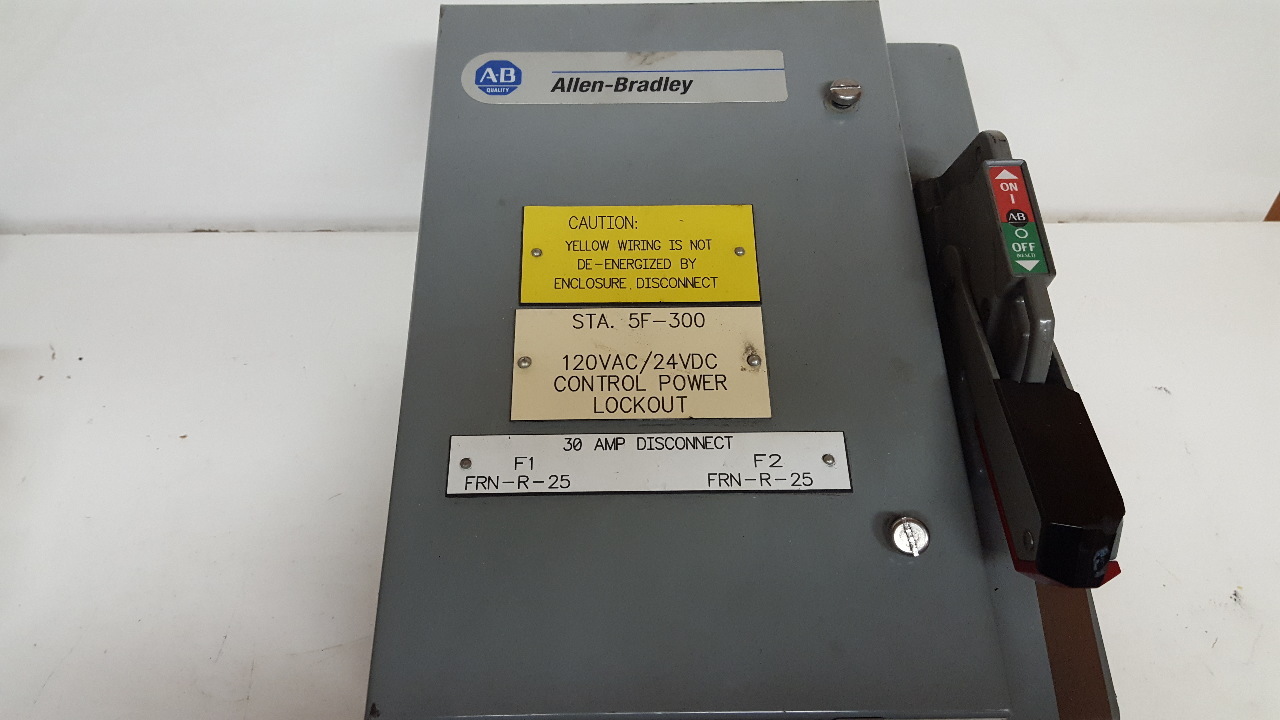 AB
QUALITY
Allen-Bradley
ON
I
AB
O
OFF
(RESET)
CAUTION:
YELLOW WIRING IS NOT
DE-ENERGIZED BY
ENCLOSURE DISCONNECT
STA. 5F-300
120VAC/24VDC
CONTROL POWER
LOCKOUT
30 AMP DISCONNECT
F1 F2
FRN-R-25 FRN-R-25